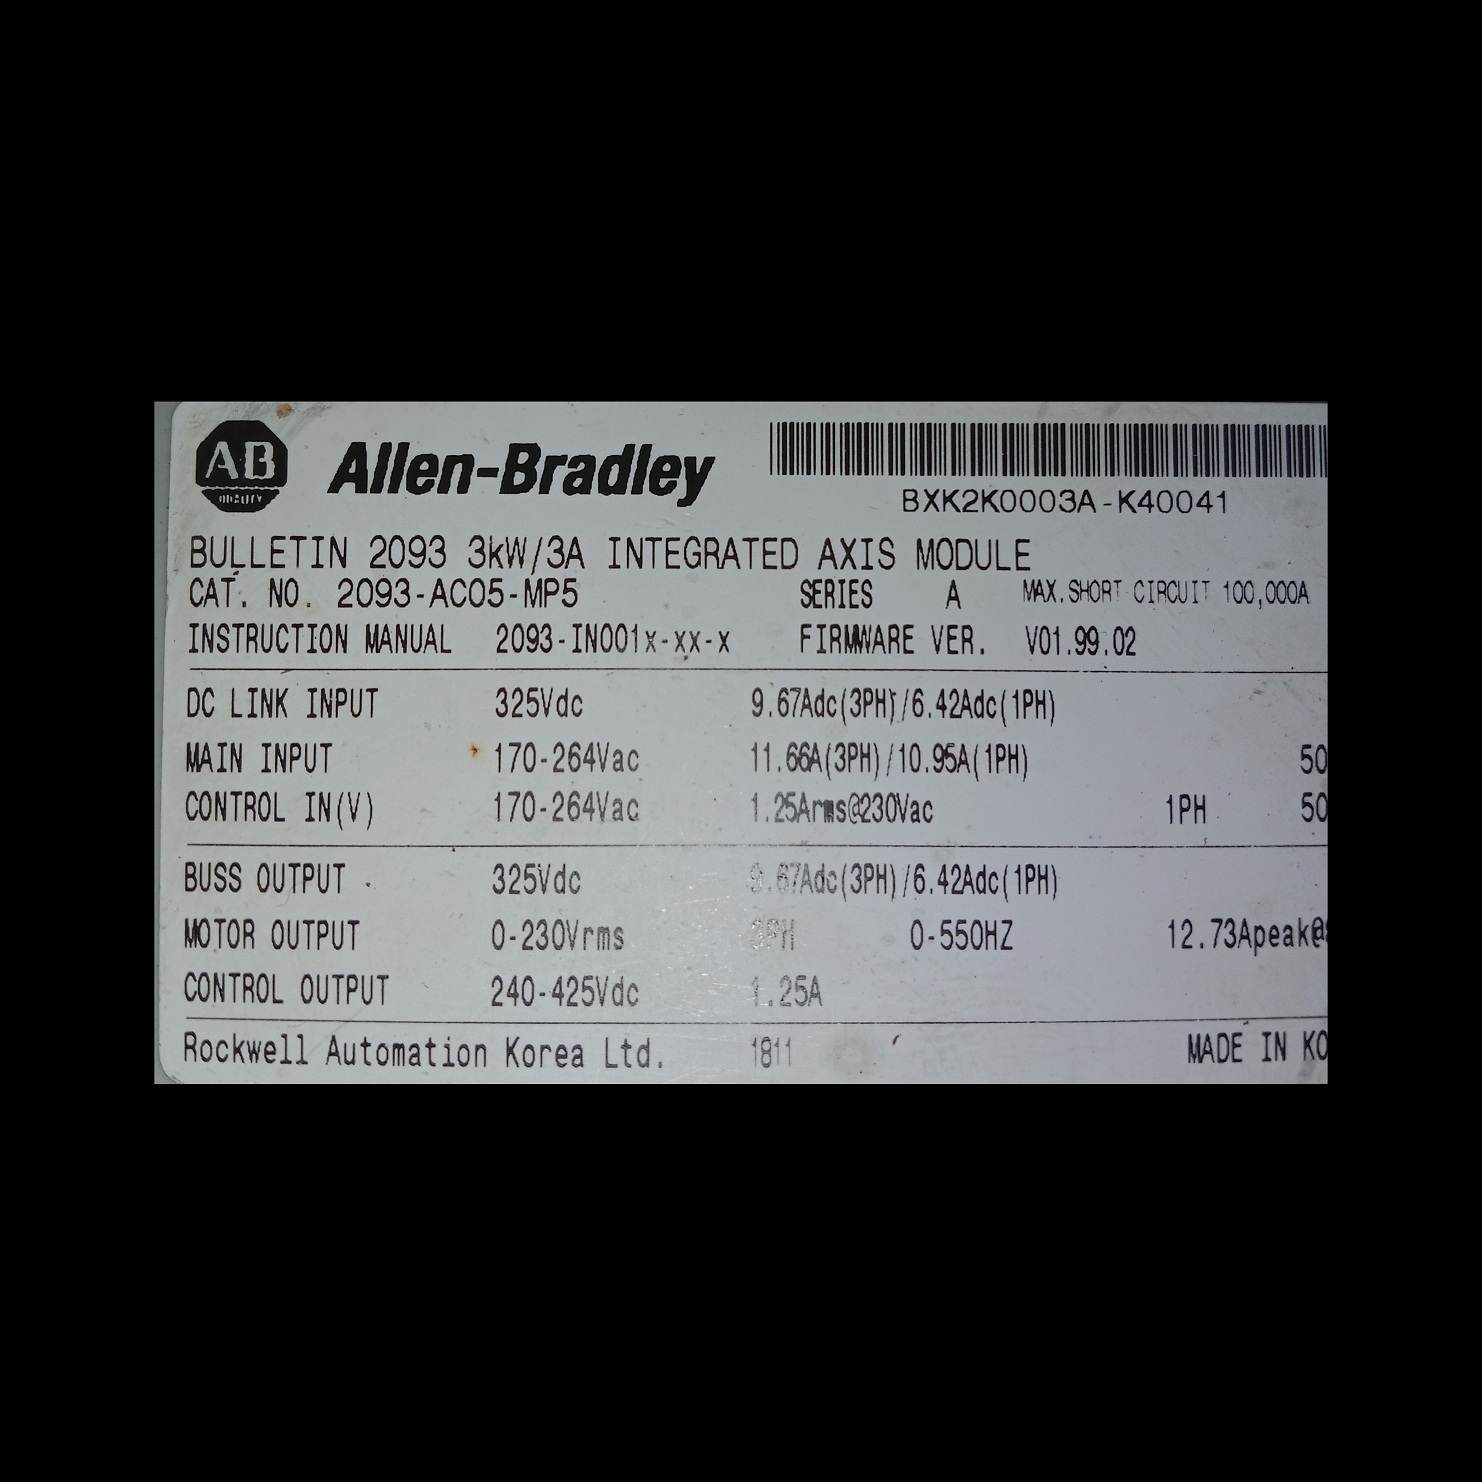 AB
QUALITY
Allen-Bradley
BXK2K0003A-K40041
BULLETIN 2093 3kW/3A INTEGRATED AXIS MODULE
CAT. NO. 2093-AC05-MP5 SERIES A MAX.SHORT CIRCUIT 100,000A
INSTRUCTION MANUAL 2093-IN001x-xx-x FIRMWARE VER. V01.99.02
DC LINK INPUT 325Vdc 9.67Adc(3PH)/6.42Adc(1PH)
MAIN INPUT 170-264Vac 11.66A(3PH)/10.95A(1PH) 50
CONTROL IN(V) 170-264Vac 1.25Arms@230Vac 1PH 50
BUSS OUTPUT 325Vdc 9.67Adc(3PH)/6.42Adc(1PH)
MOTOR OUTPUT 0-230Vrms 3PH 0-550HZ 12.73Apeak@
CONTROL OUTPUT 240-425Vdc 1.25A
Rockwell Automation Korea Ltd. 1811 MADE IN KO